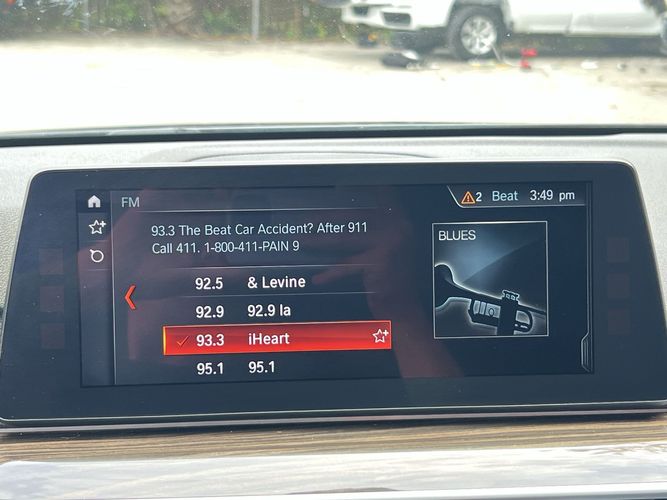 FM
2 Beat 3:49 pm
93.3 The Beat Car Accident? After 911
Call 411. 1-800-411-PAIN 9
BLUES
92.5 & Levine
92.9 92.9 la
93.3 iHeart
95.1 95.1